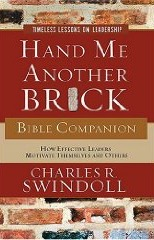 TIMELESS LESSONS ON LEADERSHIP
HAND ME
ANOTHER
BRICK
BIBLE COMPANION
HOW EFFECTIVE LEADERS
MOTIVATE THEMSELVES AND OTHERS
CHARLES R.
SWINDOLL